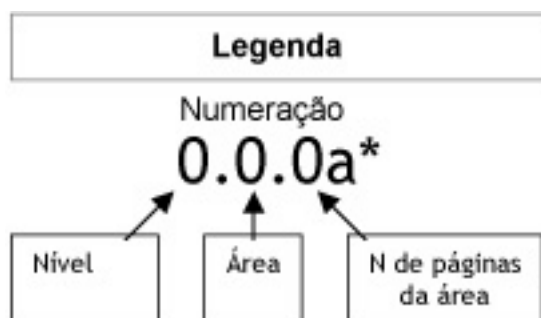 Legenda
Numeração
0.0.0a*
Nível
Área
N de páginas
da área